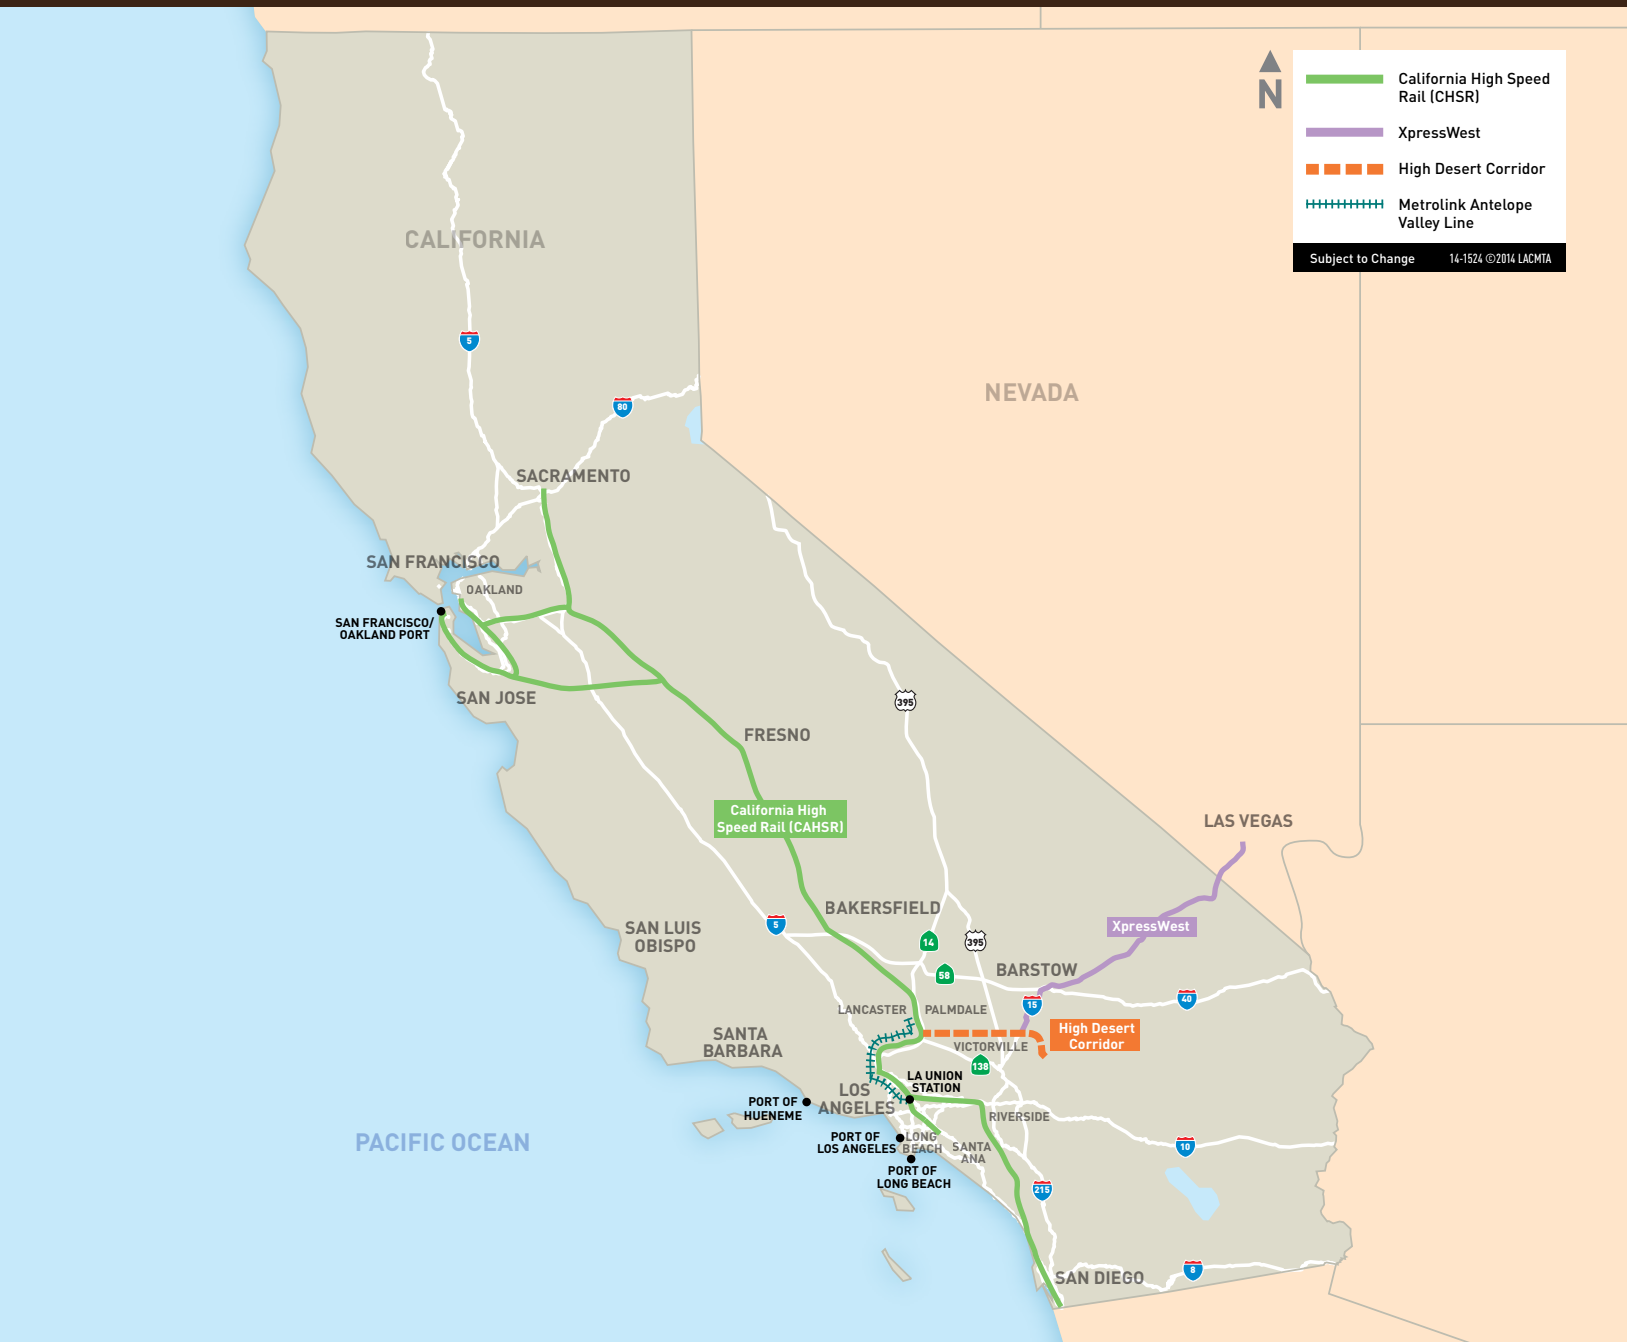 California High Speed
Rail (CHSR)
N
XpressWest
High Desert Corridor
Metrolink Antelope
Valley Line
Subject to Change 14-1524 ©2014 LACMTA
CALIFORNIA
5
NEVADA
80
SACRAMENTO
SAN FRANCISCO
OAKLAND
SAN FRANCISCO/
OAKLAND PORT
SAN JOSE
395
FRESNO
California High
Speed Rail (CAHSR)
LAS VEGAS
BAKERSFIELD
5
SAN LUIS
OBISPO
XpressWest
14
395
BARSTOW
58
40
15
LANCASTER
PALMDALE
High Desert
Corridor
SANTA
BARBARA
VICTORVILLE
138
LA UNION
STATION
LOS
ANGELES
PORT OF
HUENEME
RIVERSIDE
PACIFIC OCEAN
PORT OF
LOS ANGELES
LONG
BEACH
SANTA
ANA
10
PORT OF
LONG BEACH
215
8
SAN DIEGO